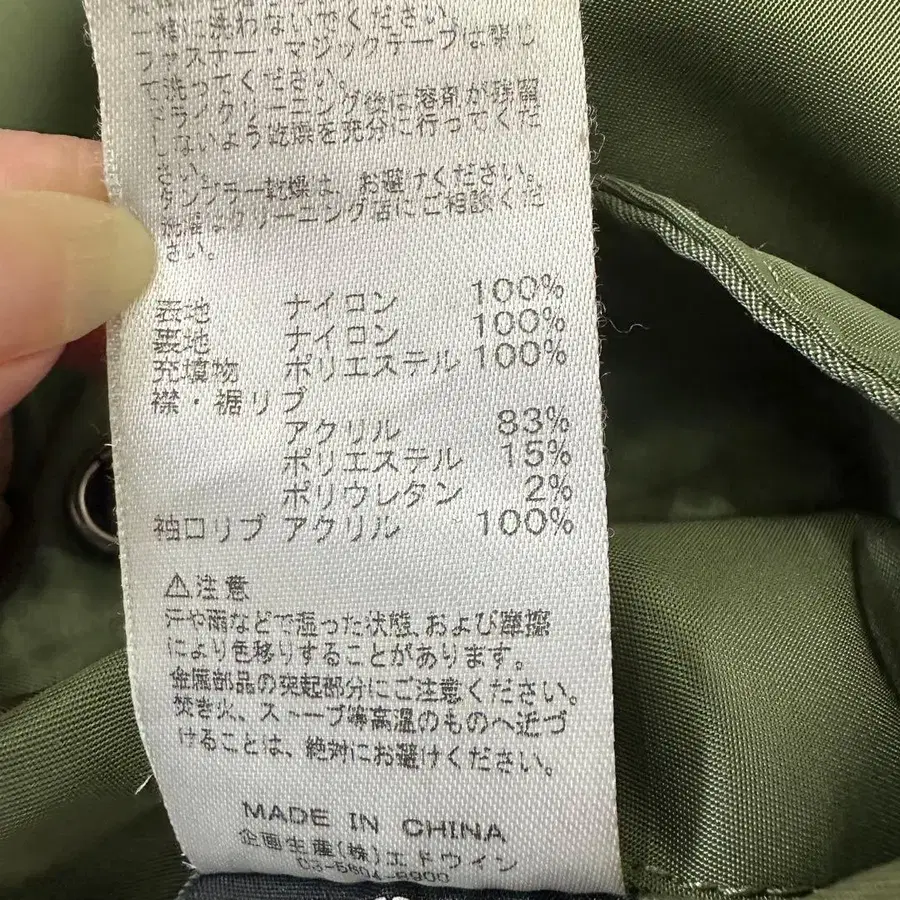 一緒に洗わないでください。
ファスナー・マジックテープは閉じ
て洗ってください。
ドライクリーニング後は溶剤が残留
しないよう乾燥を充分に行ってくだ
さい。
タンブラー乾燥は、お避けください。
洗濯はクリーニング店にご相談くだ
さい。
表地 ナイロン 100%
裏地 ナイロン 100%
充填物 ポリエステル 100%
襟・裾リブ
アクリル 83%
ポリエステル 15%
ポリウレタン 2%
袖口リブ アクリル 100%
⚠注意
汗や雨などで湿った状態、および摩擦
により色移りすることがあります。
金属部品の突起部分にご注意ください。
焚き火、ストーブ等高温のものへ近づ
けることは、絶対にお避けください。
MADE IN CHINA
企画生産(株)エドウイン